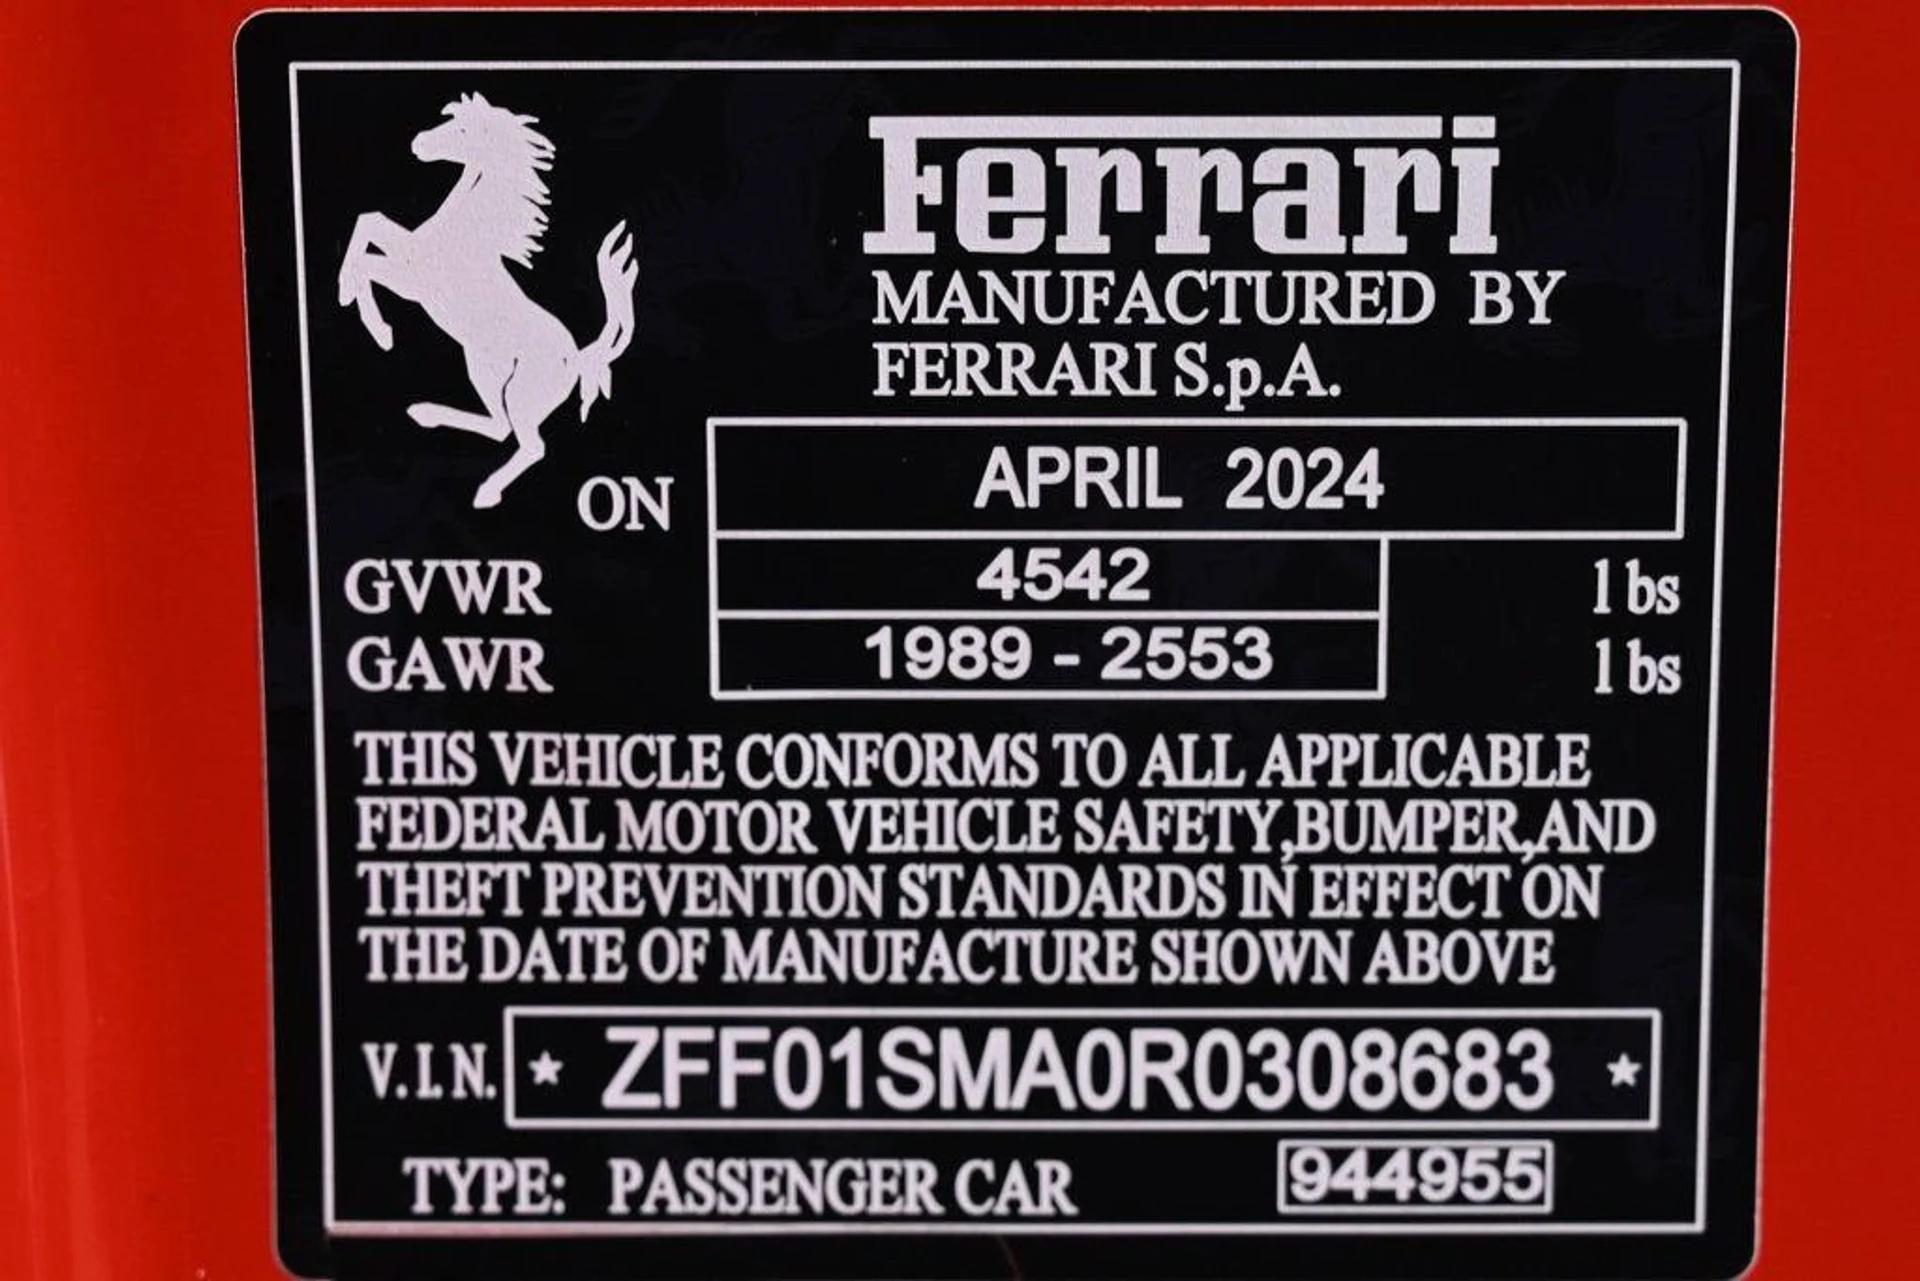 Ferrari
MANUFACTURED BY
FERRARI S.p.A.
ON APRIL 2024
GVWR 4542 lbs
GAWR 1989 - 2553 lbs
THIS VEHICLE CONFORMS TO ALL APPLICABLE
FEDERAL MOTOR VEHICLE SAFETY,BUMPER,AND
THEFT PREVENTION STANDARDS IN EFFECT ON
THE DATE OF MANUFACTURE SHOWN ABOVE
V.I.N. ★ ZFF01SMA0R0308683 ★
TYPE: PASSENGER CAR 944955